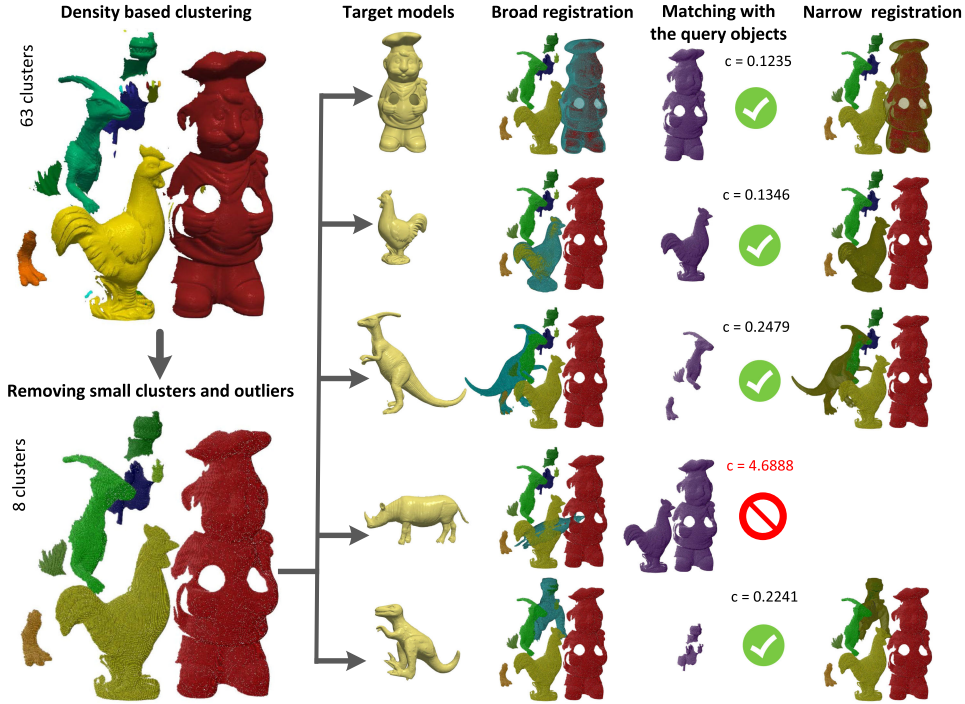 Density based clustering
Target models
Broad registration
Matching with
the query objects
Narrow registration
63 clusters
c = 0.1235
c = 0.1346
c = 0.2479
Removing small clusters and outliers
8 clusters
c = 4.6888
c = 0.2241